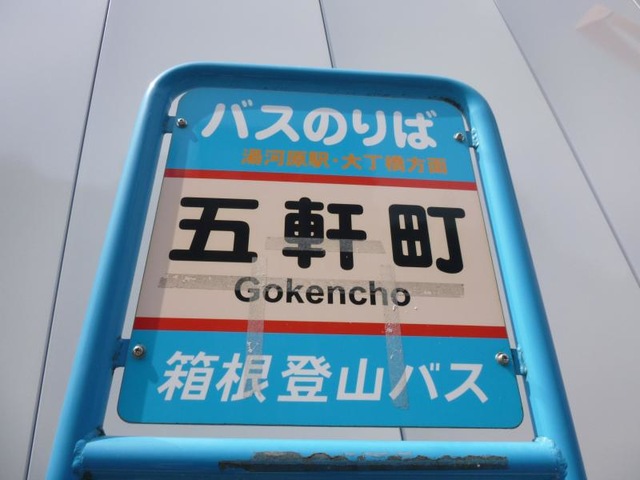 バスのりば
湯河原駅・大丁橋方面
五軒町
Gokencho
箱根登山バス